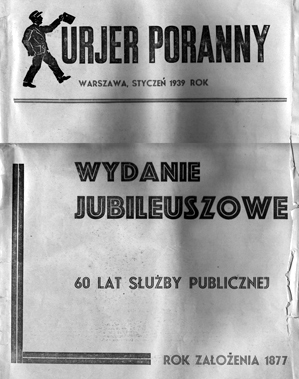 KURJER PORANNY
WARSZAWA, STYCZEŃ 1939 ROK
WYDANIE
JUBILEUSZOWE
60 LAT SŁUŻBY PUBLICZNEJ
ROK ZAŁOŻENIA 1877